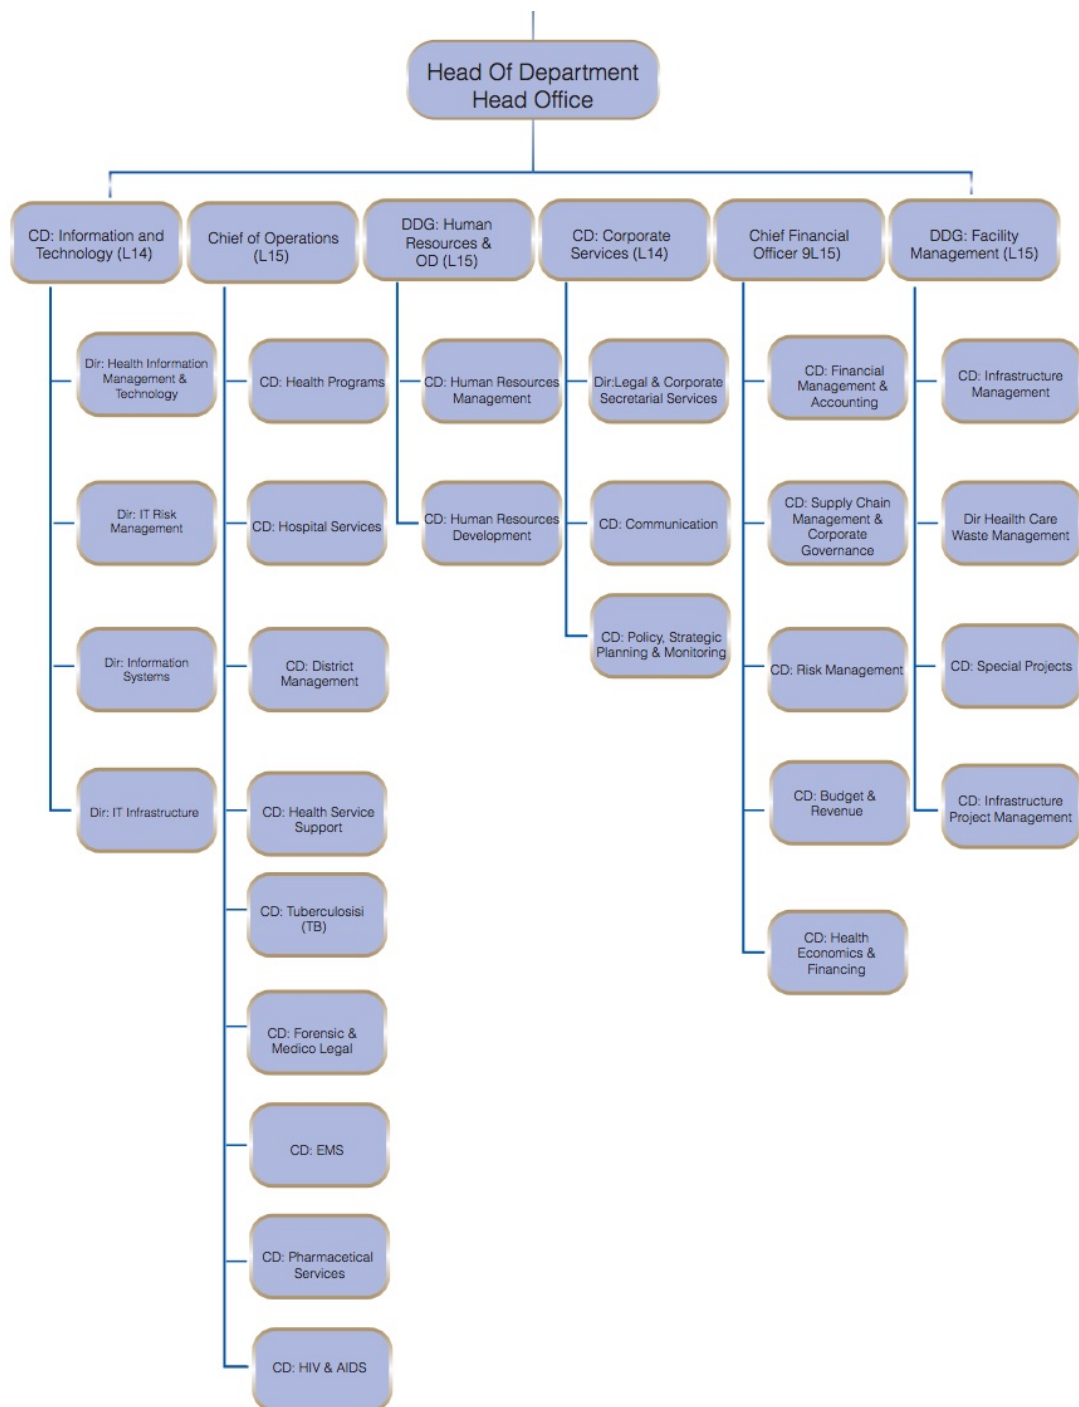 Head Of Department
Head Office
CD: Information and
Technology (L14)
Chief of Operations
(L15)
DDG: Human
Resources &
OD (L15)
CD: Corporate
Services (L14)
Chief Financial
Officer 9L15)
DDG: Facility
Management (L15)
Dir: Health Information
Management &
Technology
Dir: IT Risk
Management
Dir: Information
Systems
Dir: IT Infrastructure
CD: Health Programs
CD: Hospital Services
CD: District
Management
CD: Health Service
Support
CD: Tuberculosisi
(TB)
CD: Forensic &
Medico Legal
CD: EMS
CD: Pharmacetical
Services
CD: HIV & AIDS
CD: Human Resources
Management
CD: Human Resources
Development
Dir:Legal & Corporate
Secretarial Services
CD: Communication
CD: Policy, Strategic
Planning & Monitoring
CD: Financial
Management &
Accounting
CD: Supply Chain
Management &
Corporate
Governance
CD: Risk Management
CD: Budget &
Revenue
CD: Health
Economics &
Financing
CD: Infrastructure
Management
Dir Health Care
Waste Management
CD: Special Projects
CD: Infrastructure
Project Management